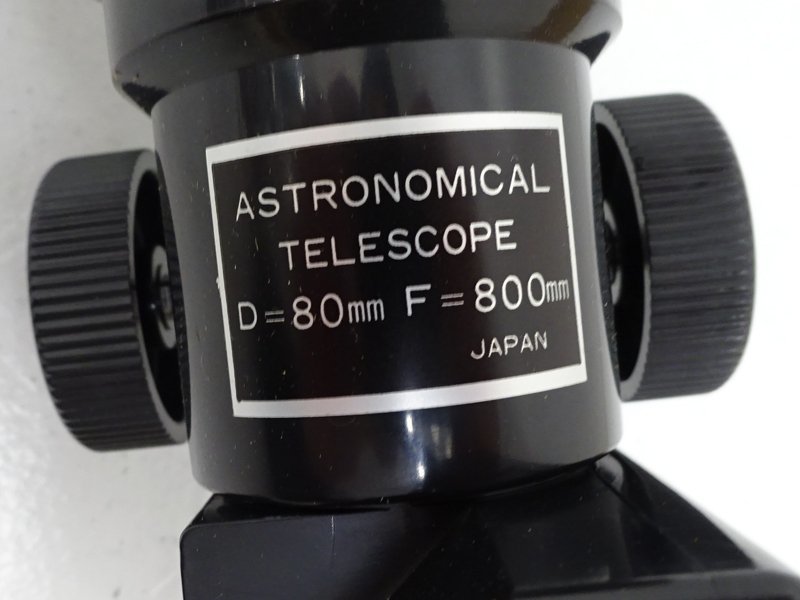 ASTRONOMICAL
TELESCOPE
D=80mm F=800mm
JAPAN